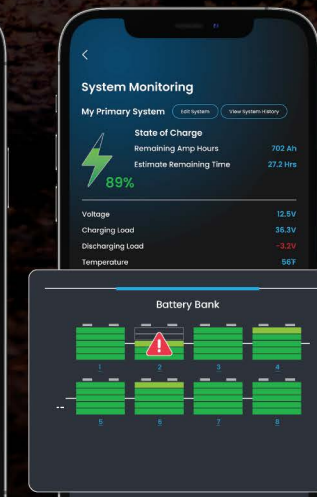 System Monitoring
My Primary System Edit System View System History
State of Charge
Remaining Amp Hours 702 Ah
Estimate Remaining Time 27.2 Hrs
89%
Voltage 12.5V
Charging Load 36.3V
Discharging Load -3.2V
Temperature 56°F
Battery Bank
!
1 2 3 4
5 6 7 8